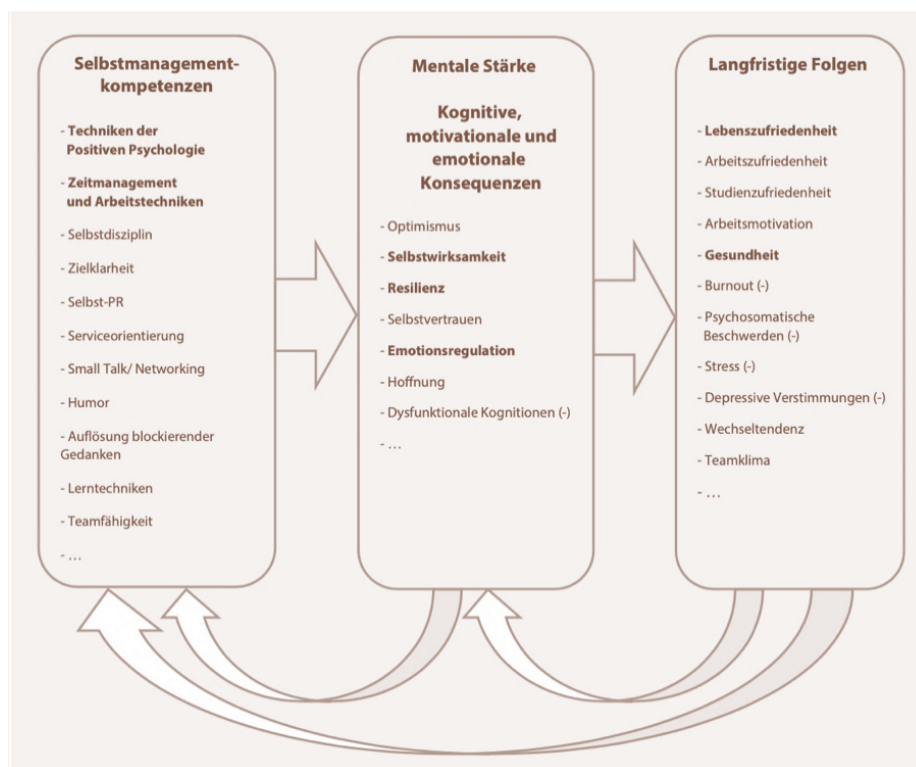 Selbstmanagement-
kompetenzen
- Techniken der
Positiven Psychologie
- Zeitmanagement
und Arbeitstechniken
- Selbstdisziplin
- Zielklarheit
- Selbst-PR
- Serviceorientierung
- Small Talk/ Networking
- Humor
- Auflösung blockierender
Gedanken
- Lerntechniken
- Teamfähigkeit
- ...
Mentale Stärke
Kognitive,
motivationale und
emotionale
Konsequenzen
- Optimismus
- Selbstwirksamkeit
- Resilienz
- Selbstvertrauen
- Emotionsregulation
- Hoffnung
- Dysfunktionale Kognitionen (-)
- ...
Langfristige Folgen
- Lebenszufriedenheit
- Arbeitszufriedenheit
- Studienzufriedenheit
- Arbeitsmotivation
- Gesundheit
- Burnout (-)
- Psychosomatische
Beschwerden (-)
- Stress (-)
- Depressive Verstimmungen (-)
- Wechseltendenz
- Teamklima
- ...